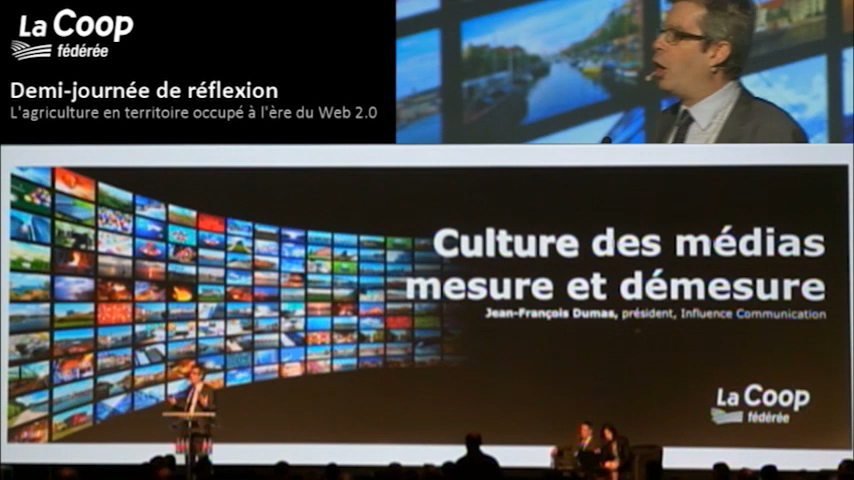 La Coop
fédérée
Demi-journée de réflexion
L'agriculture en territoire occupé à l'ère du Web 2.0
Culture des médias
mesure et démesure
Jean-François Dumas, président, Influence Communication
La Coop
fédérée